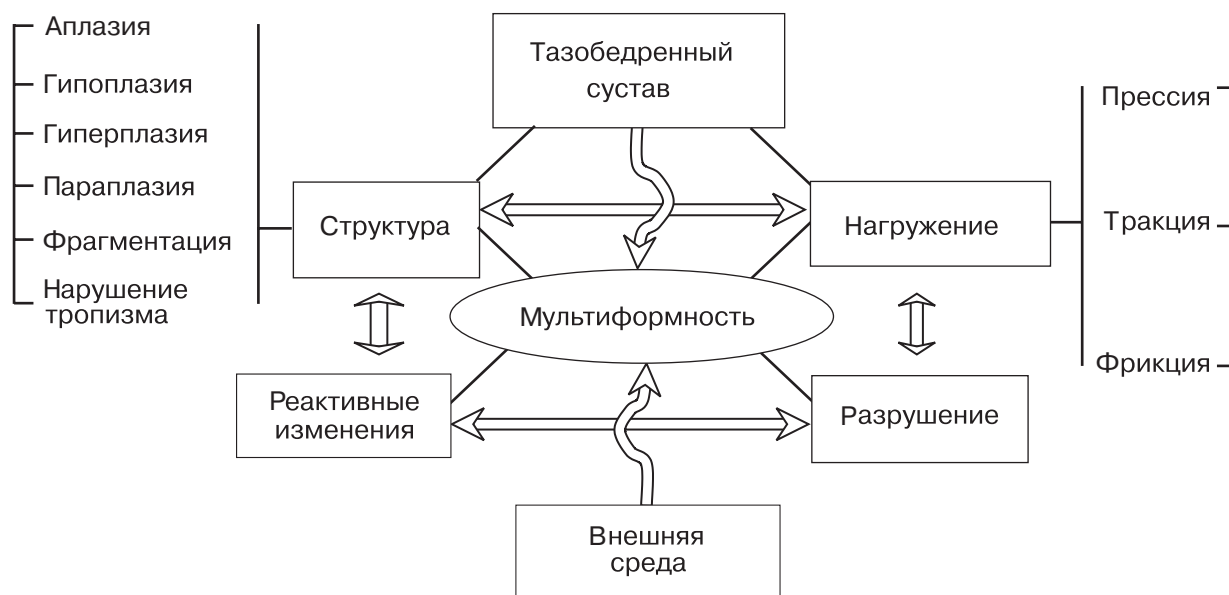 Аплазия
Гипоплазия
Гиперплазия
Параплазия
Фрагментация
Нарушение
тропизма
Тазобедренный
сустав
Структура
Нагружение
Мультиформность
Реактивные
изменения
Разрушение
Внешняя
среда
Прессия
Тракция
Фрикция